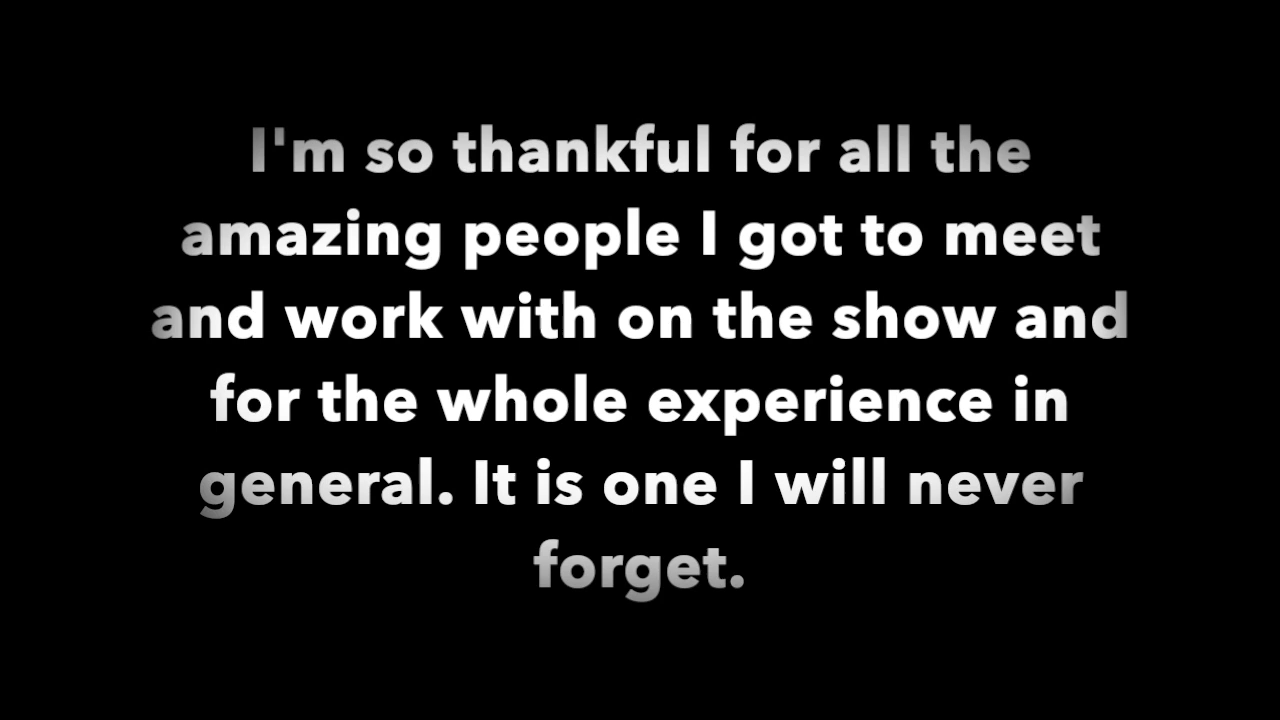 I'm so thankful for all the
amazing people I got to meet
and work with on the show and
for the whole experience in
general. It is one I will never
forget.